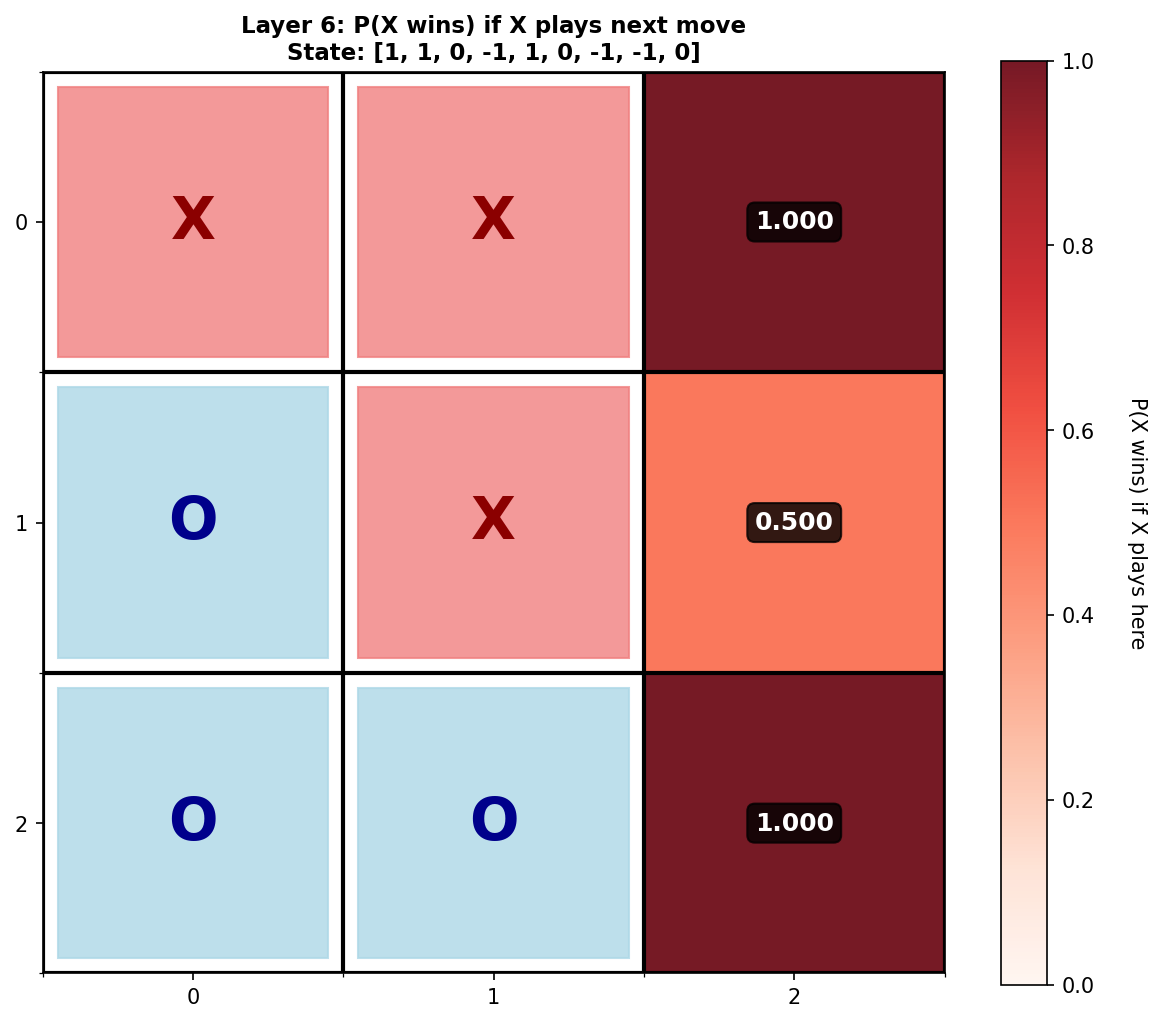 Layer 6: P(X wins) if X plays next move
State: [1, 1, 0, -1, 1, 0, -1, -1, 0]
0 X X 1.000
1 O X 0.500
2 O O 1.000
0 1 2
1.0
0.8
0.6
0.4
0.2
0.0
P(X wins) if X plays here